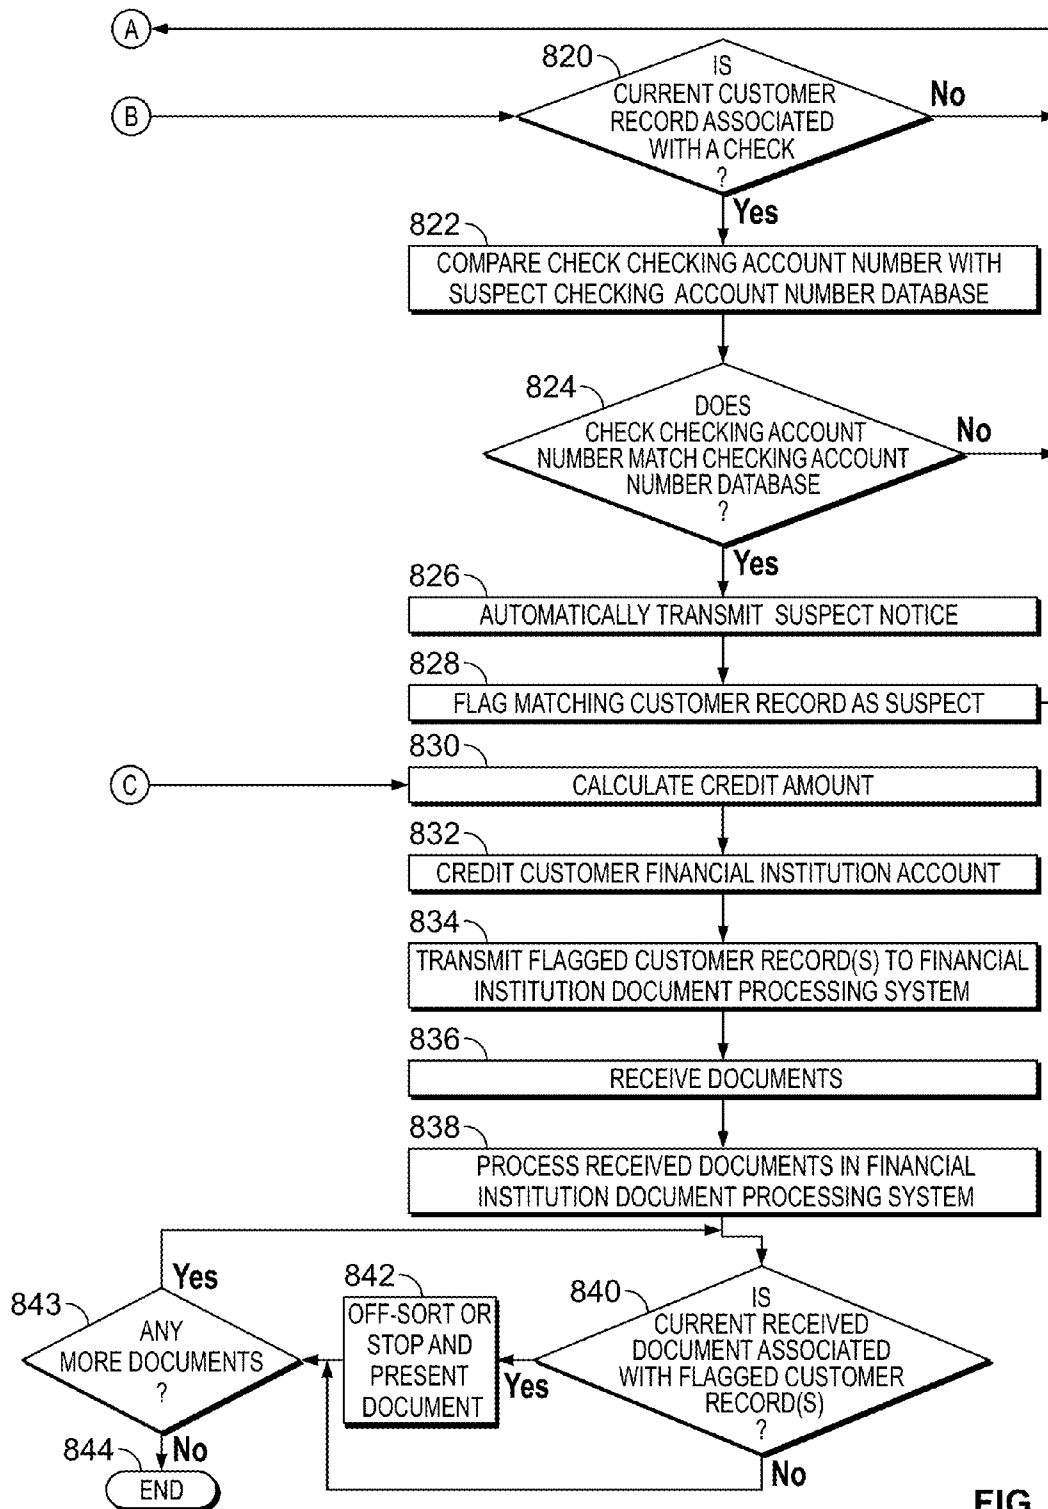 A
820
IS
CURRENT CUSTOMER
RECORD ASSOCIATED
WITH A CHECK
?
No
B
Yes
822
COMPARE CHECK CHECKING ACCOUNT NUMBER WITH
SUSPECT CHECKING ACCOUNT NUMBER DATABASE
824
DOES
CHECK CHECKING ACCOUNT
NUMBER MATCH CHECKING ACCOUNT
NUMBER DATABASE
?
No
Yes
826
AUTOMATICALLY TRANSMIT SUSPECT NOTICE
828
FLAG MATCHING CUSTOMER RECORD AS SUSPECT
830
C
CALCULATE CREDIT AMOUNT
832
CREDIT CUSTOMER FINANCIAL INSTITUTION ACCOUNT
834
TRANSMIT FLAGGED CUSTOMER RECORD(S) TO FINANCIAL
INSTITUTION DOCUMENT PROCESSING SYSTEM
836
RECEIVE DOCUMENTS
838
PROCESS RECEIVED DOCUMENTS IN FINANCIAL
INSTITUTION DOCUMENT PROCESSING SYSTEM
840
IS
CURRENT RECEIVED
DOCUMENT ASSOCIATED
WITH FLAGGED CUSTOMER
RECORD(S)
?
Yes
No
842
OFF-SORT OR
STOP AND
PRESENT
DOCUMENT
843
ANY
MORE DOCUMENTS
?
Yes
No
844
END
FIG